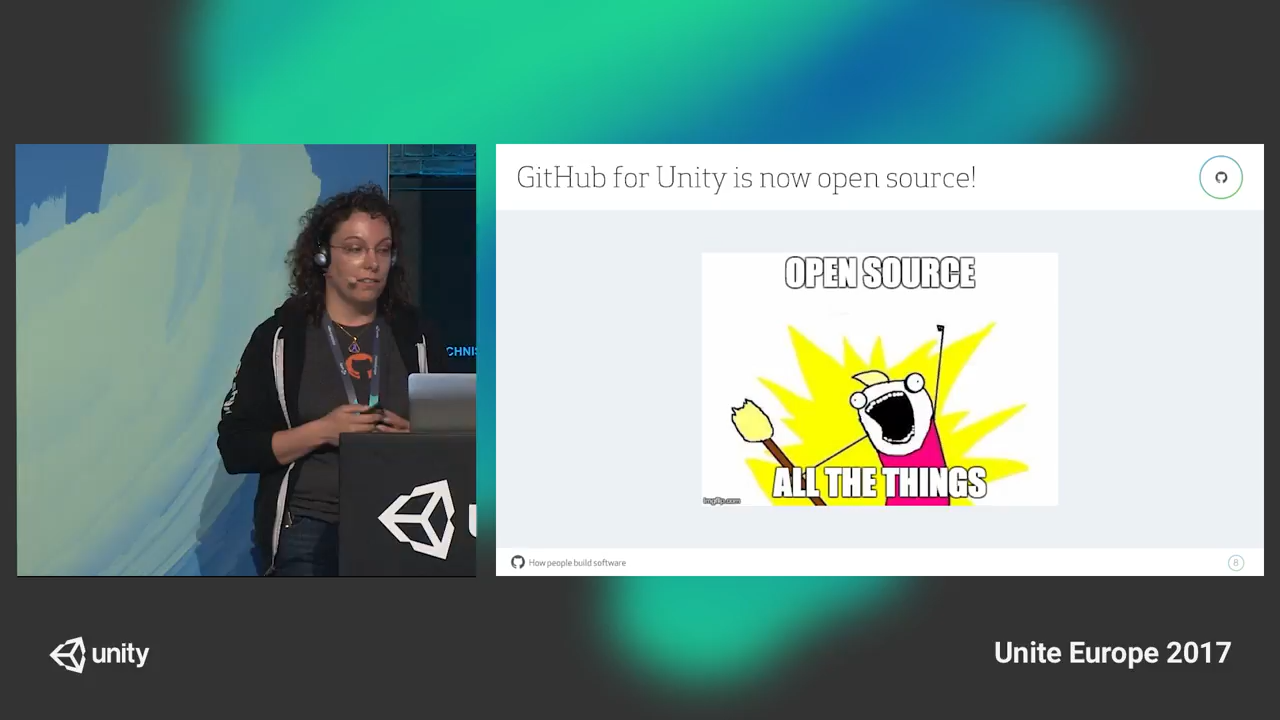 GitHub for Unity is now open source!
OPEN SOURCE
ALL THE THINGS
imgflip.com
How people build software
8
CHNIS
unity
Unite Europe 2017